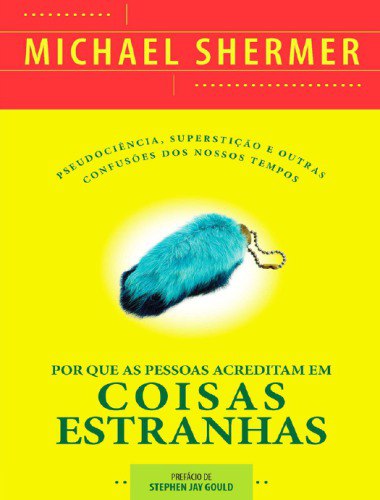 MICHAEL SHERMER
PSEUDOCIÊNCIA, SUPERSTIÇÃO E OUTRAS
CONFUSÕES DOS NOSSOS TEMPOS
POR QUE AS PESSOAS ACREDITAM EM
COISAS
ESTRANHAS
PREFÁCIO DE
STEPHEN JAY GOULD